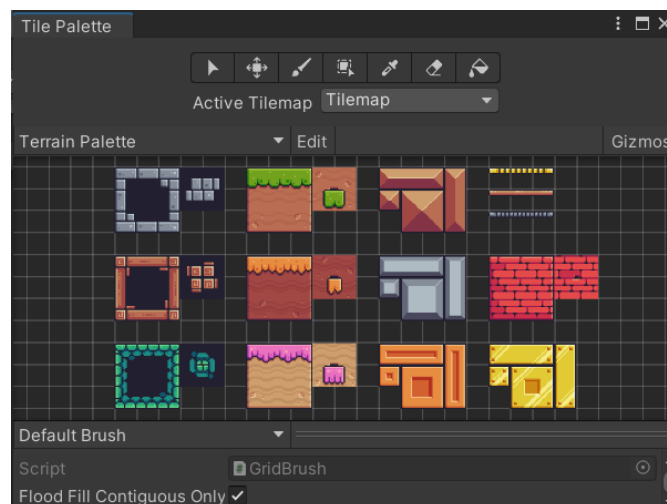 Tile Palette
Active Tilemap Tilemap
Terrain Palette Edit Gizmos
Default Brush
Script GridBrush
Flood Fill Contiguous Only